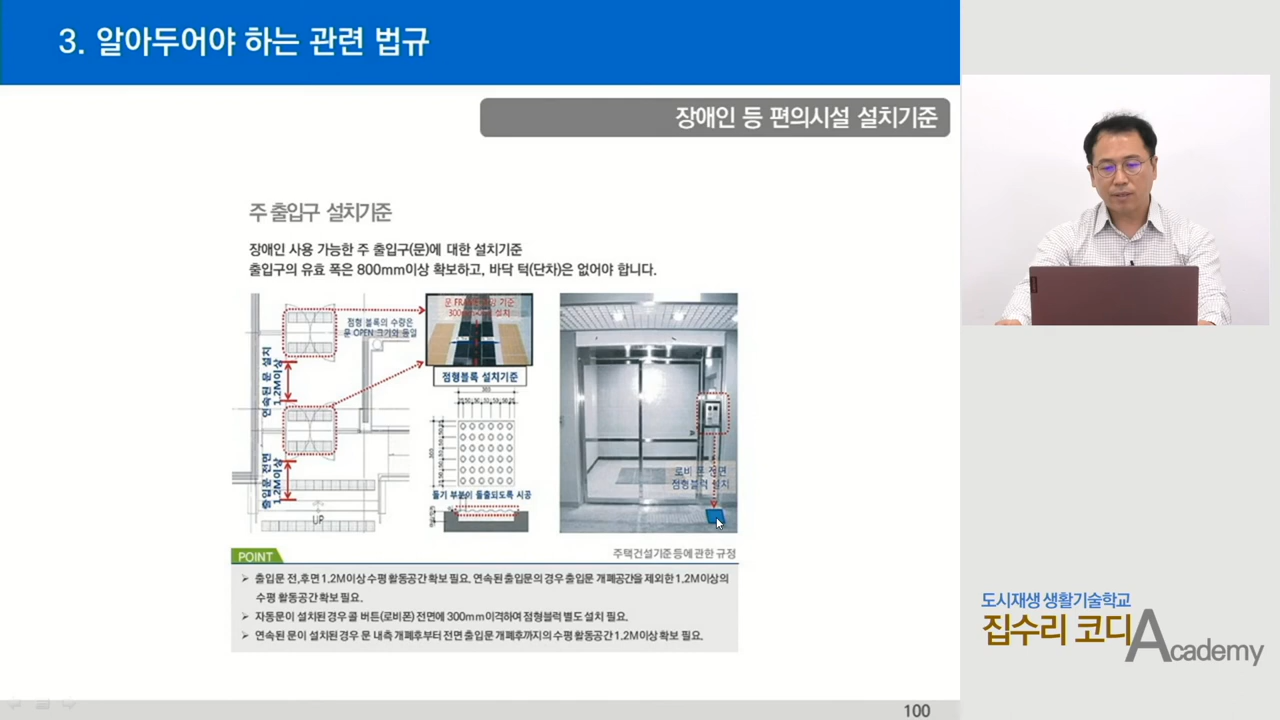 3. 알아두어야 하는 관련 법규
장애인 등 편의시설 설치기준
주 출입구 설치기준
장애인 사용 가능한 주 출입구(문)에 대한 설치기준
출입구의 유효 폭은 800mm이상 확보하고, 바닥 턱(단차)은 없어야 합니다.
점형 블록의 수량은
문 OPEN 크기와 동일
연속된 문 설치
1.2M이상
출입문 전면
1.2M이상
UP
점형블록 설치기준
돌기 부분이 돌출되도록 시공
로비 폰 전면
점형블럭 설치
POINT
주택건설기준 등에 관한 규정
➢ 출입문 전,후면 1.2M이상 수평 활동공간 확보 필요. 연속된 출입문의 경우 출입문 개폐공간을 제외한 1.2M이상의
수평 활동공간 확보 필요.
➢ 자동문이 설치된 경우 콜 버튼(로비폰) 전면에 300mm이격하여 점형블럭 별도 설치 필요.
➢ 연속된 문이 설치된 경우 문 내측 개폐후부터 전면 출입문 개폐후까지의 수평 활동공간 1.2M이상 확보 필요.
100
도시재생 생활기술학교
집수리 코디 Academy